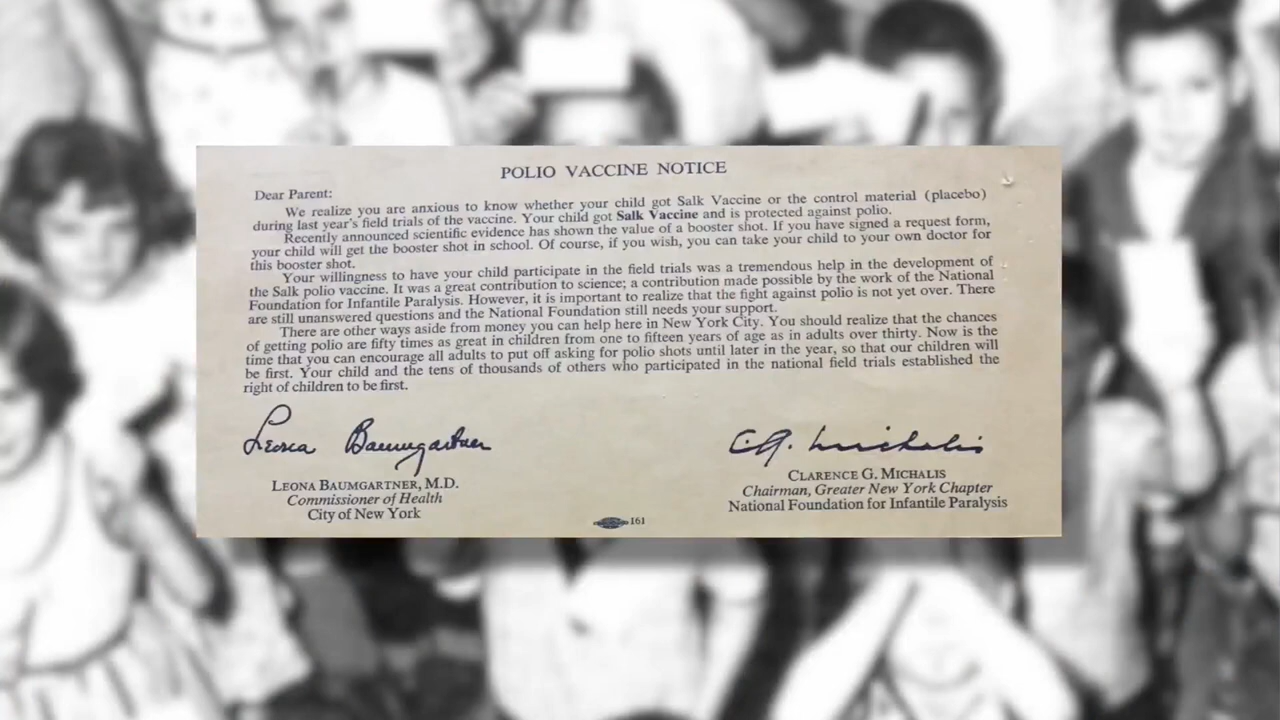 POLIO VACCINE NOTICE
Dear Parent:
We realize you are anxious to know whether your child got Salk Vaccine or the control material (placebo)
during last year's field trials of the vaccine. Your child got Salk Vaccine and is protected against polio.
Recently announced scientific evidence has shown the value of a booster shot. If you have signed a request form,
your child will get the booster shot in school. Of course, if you wish, you can take your child to your own doctor for
this booster shot.
Your willingness to have your child participate in the field trials was a tremendous help in the development of
the Salk polio vaccine. It was a great contribution to science; a contribution made possible by the work of the National
Foundation for Infantile Paralysis. However, it is important to realize that the fight against polio is not yet over. There
are still unanswered questions and the National Foundation still needs your support.
There are other ways aside from money you can help here in New York City. You should realize that the chances
of getting polio are fifty times as great in children from one to fifteen years of age as in adults over thirty. Now is the
time that you can encourage all adults to put off asking for polio shots until later in the year, so that our children will
be first. Your child and the tens of thousands of others who participated in the national field trials established the
right of children to be first.
Leona Baumgartner
C.G. Michalis
LEONA BAUMGARTNER, M.D.
Commissioner of Health
City of New York
CLARENCE G. MICHALIS
Chairman, Greater New York Chapter
National Foundation for Infantile Paralysis
161